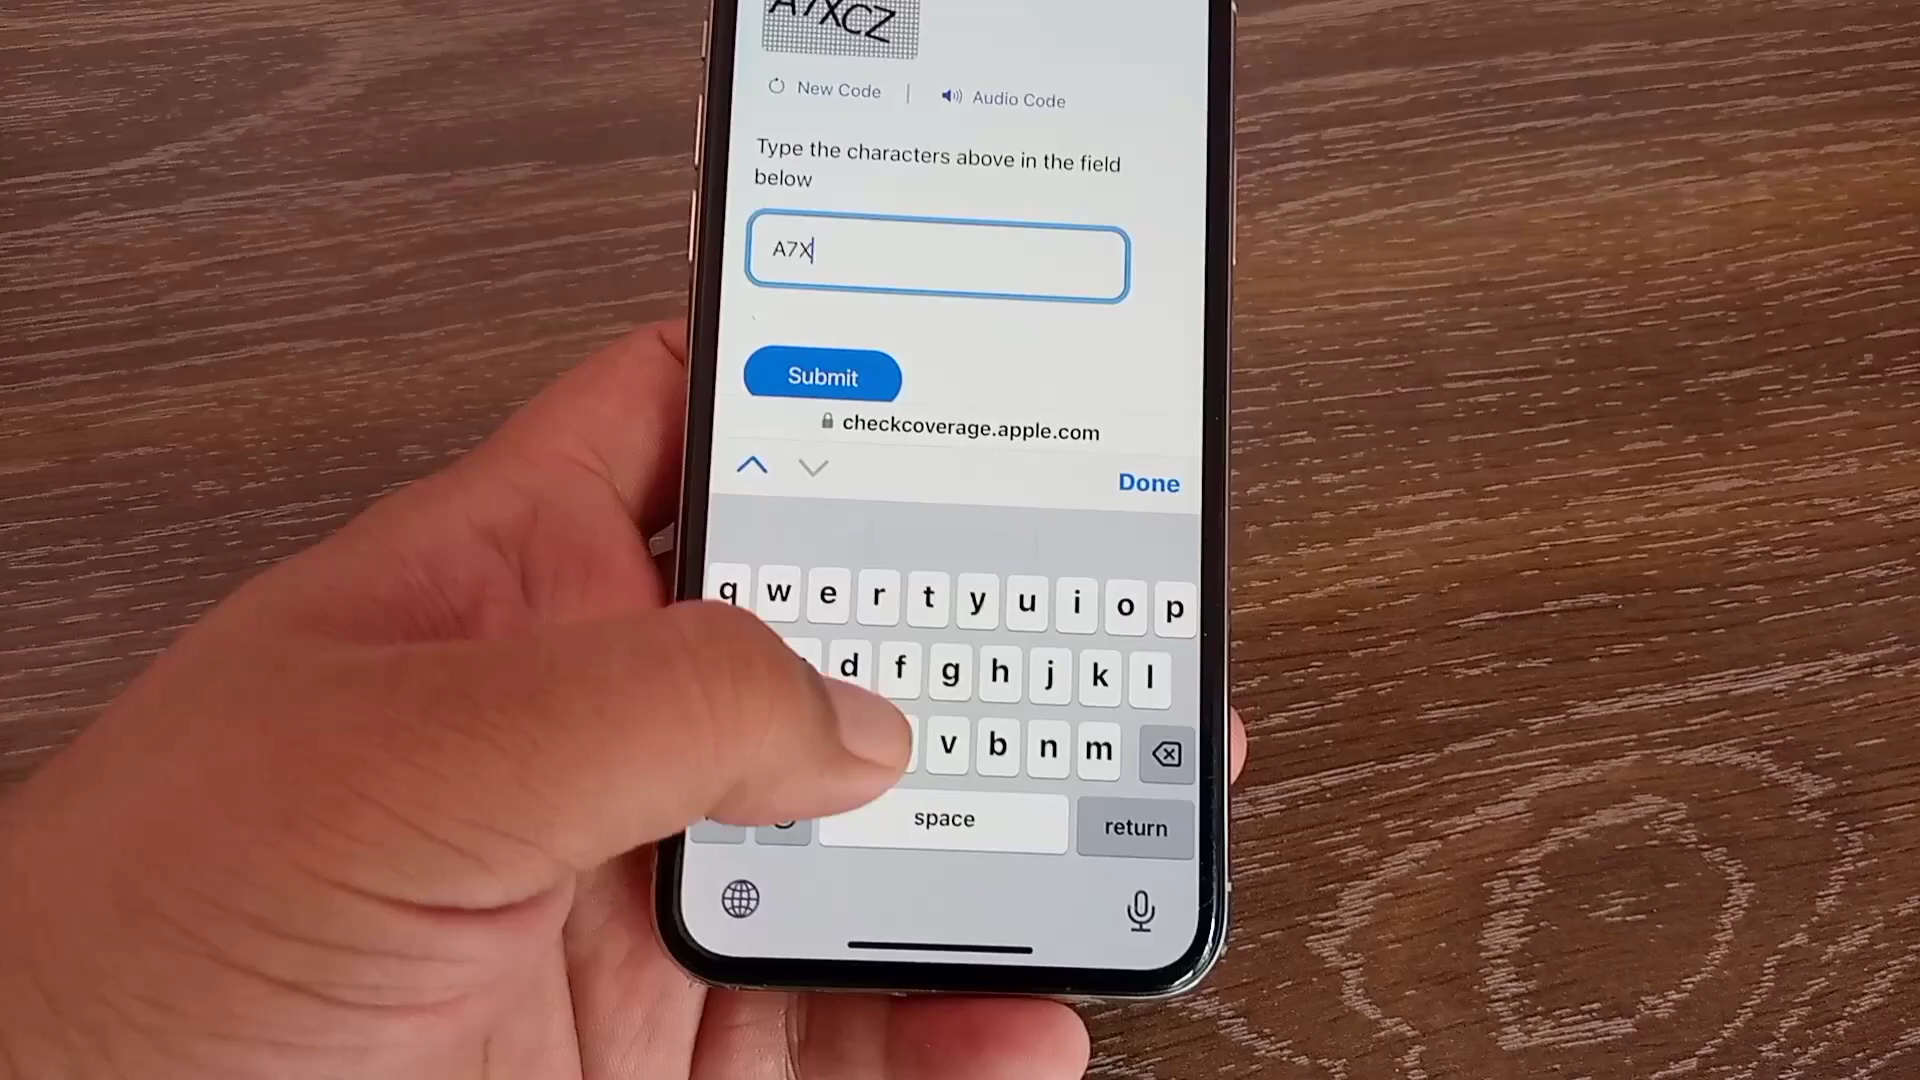 A7XCZ
New Code | Audio Code
Type the characters above in the field
below
A7X
Submit
checkcoverage.apple.com
Done
q w e r t y u i o p
d f g h j k l
v b n m
space return